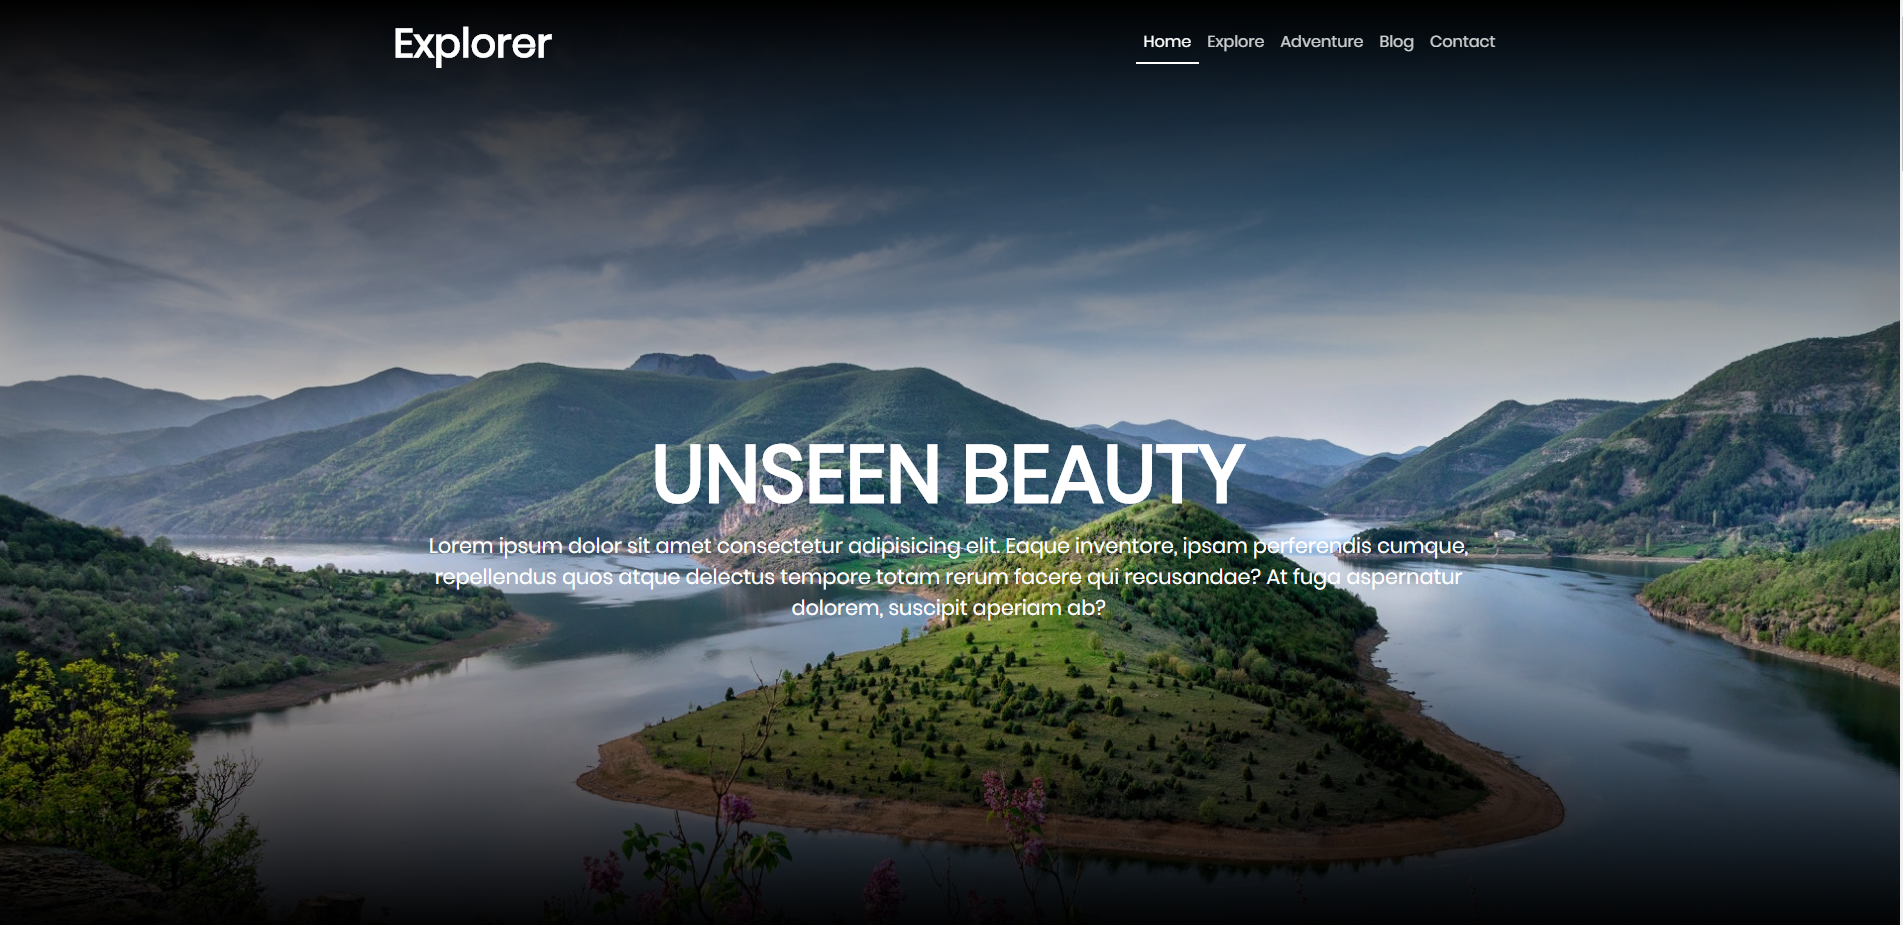 Explorer
Home Explore Adventure Blog Contact
UNSEEN BEAUTY
Lorem ipsum dolor sit amet consectetur adipisicing elit. Eaque inventore, ipsam perferendis cumque,
repellendus quos atque delectus tempore totam rerum facere qui recusandae? At fuga aspernatur
dolorem, suscipit aperiam ab?